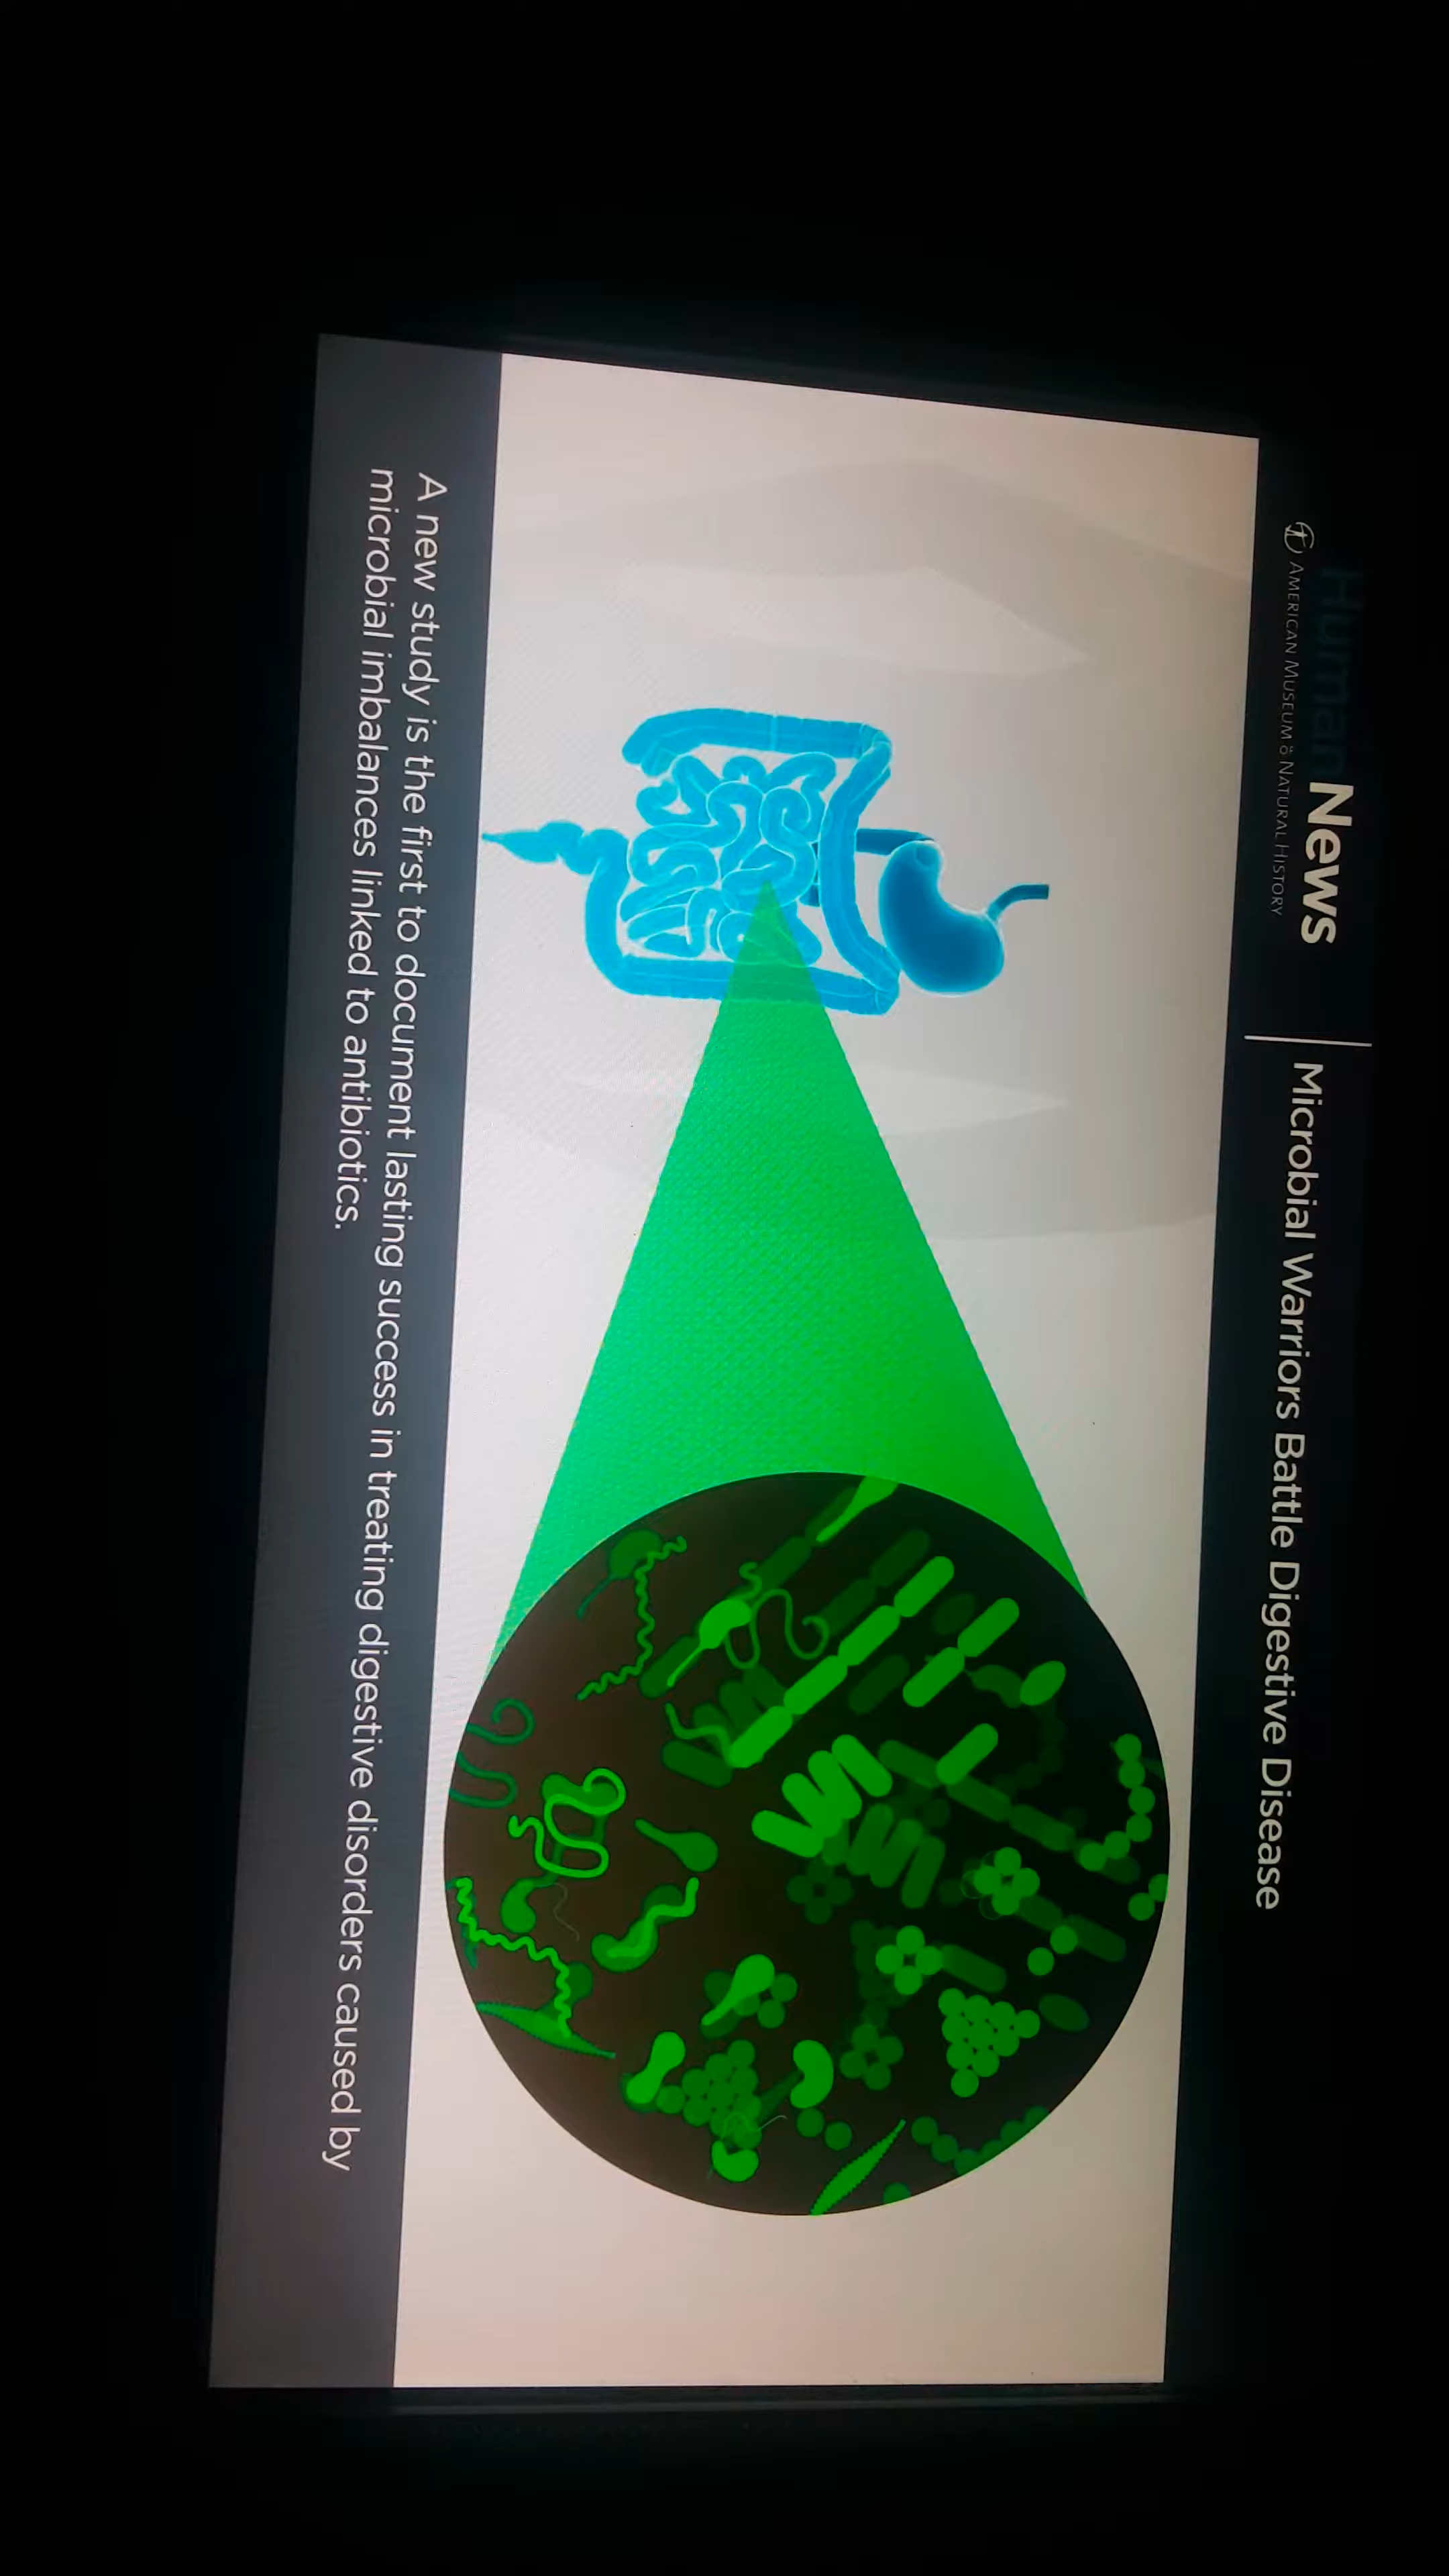 Human News
Microbial Warriors Battle Digestive Disease
AMERICAN MUSEUM ö NATURAL HISTORY
A new study is the first to document lasting success in treating digestive disorders caused by
microbial imbalances linked to antibiotics.